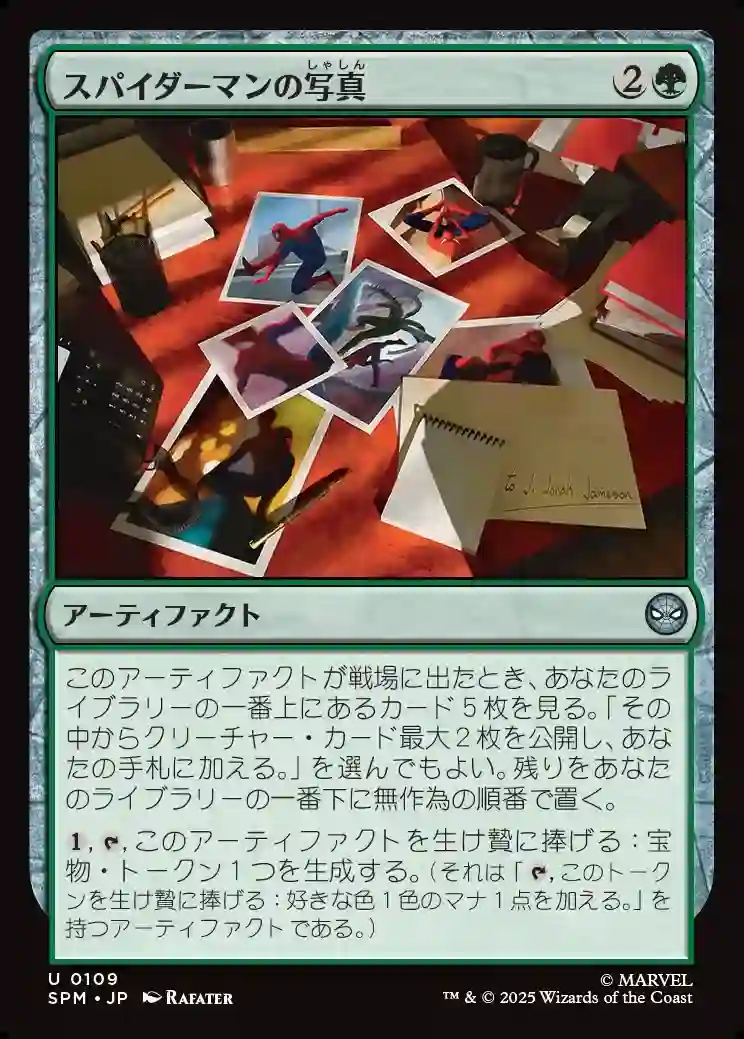 しゃしん
スパイダーマンの写真 2
To J. Jonah Jameson
アーティファクト
このアーティファクトが戦場に出たとき、あなたのラ
イブラリーの一番上にあるカード5枚を見る。「その
中からクリーチャー・カード最大2枚を公開し、あな
たの手札に加える。」を選んでもよい。残りをあなた
のライブラリーの一番下に無作為の順番で置く。
1, , このアーティファクトを生け贄に捧げる:宝
物・トークン1つを生成する。(それは「 , このトーク
ンを生け贄に捧げる:好きな色1色のマナ1点を加える。」を
持つアーティファクトである。)
U 0109
SPM • JP RAFATER
© MARVEL
™ & © 2025 Wizards of the Coast